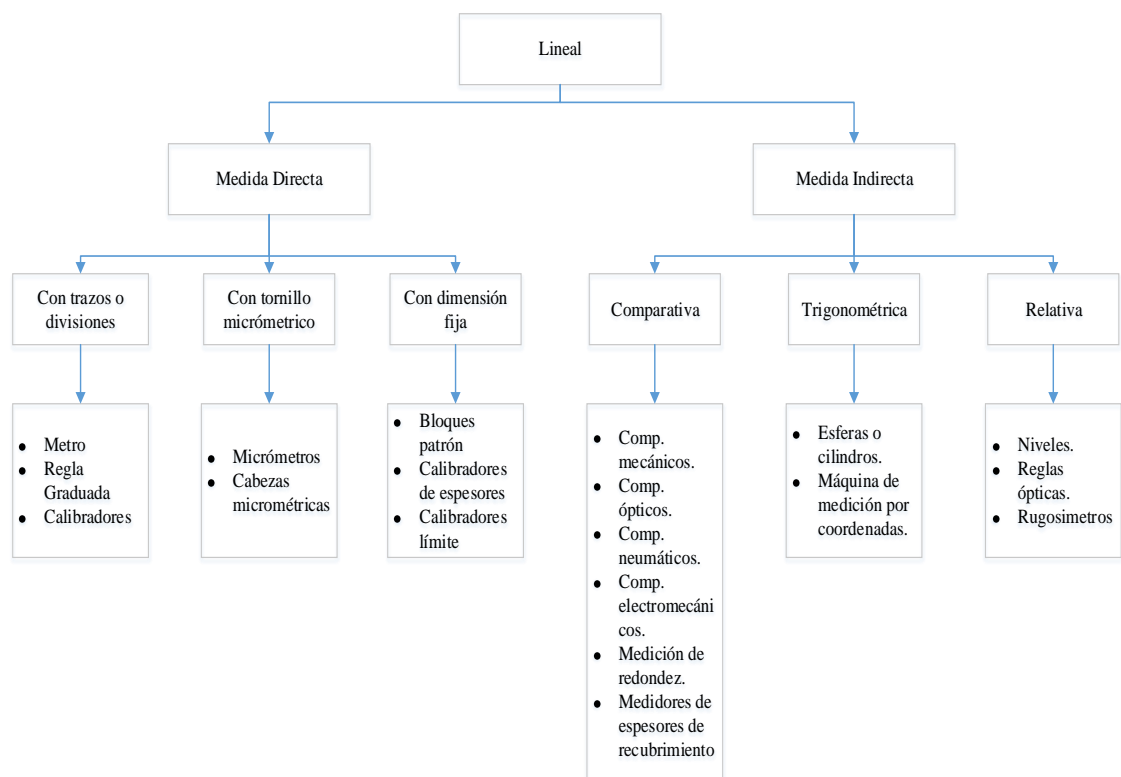 Lineal
Medida Directa
Medida Indirecta
Con trazos o
divisiones
Con tornillo
micrómetrico
Con dimensión
fija
Comparativa
Trigonométrica
Relativa
● Metro
● Regla
Graduada
● Calibradores
● Micrómetros
● Cabezas
micrométricas
● Bloques
patrón
● Calibradores
de espesores
● Calibradores
límite
● Comp.
mecánicos.
● Comp.
ópticos.
● Comp.
neumáticos.
● Comp.
electromecáni
cos.
● Medición de
redondez.
● Medidores de
espesores de
recubrimiento
● Esferas o
cilindros.
● Máquina de
medición por
coordenadas.
● Niveles.
● Reglas
ópticas.
● Rugosimetros